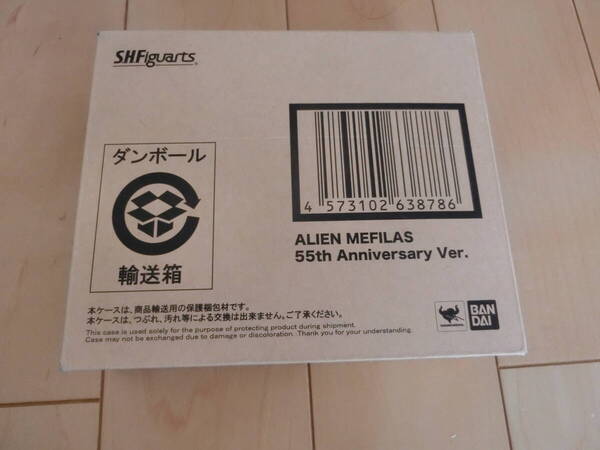 S.H.Figuarts
ダンボール
輸送箱
4 573102 638786
ALIEN MEFILAS
55th Anniversary Ver.
本ケースは、商品輸送用の保護梱包材です。
本ケースは、つぶれ、汚れ等による交換は出来ません。ご了承ください。
This case is used solely for the purpose of protecting product during shipment.
Case may not be exchanged due to damage or discoloration. Thank you for your understanding.
BAN
DAI